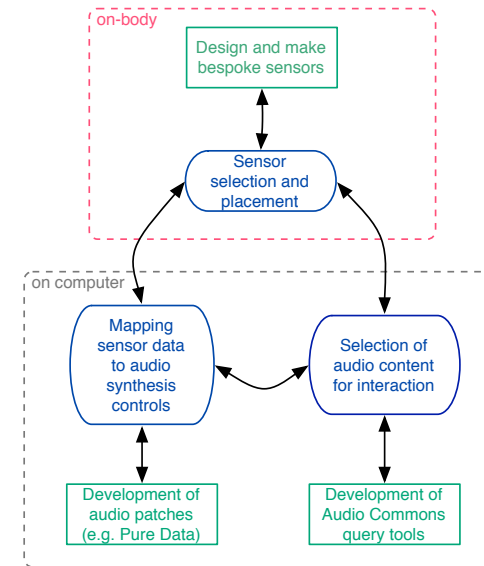 on-body
Design and make
bespoke sensors
Sensor
selection and
placement
on computer
Mapping
sensor data
to audio
synthesis
controls
Selection of
audio content
for interaction
Development of
audio patches
(e.g. Pure Data)
Development of
Audio Commons
query tools